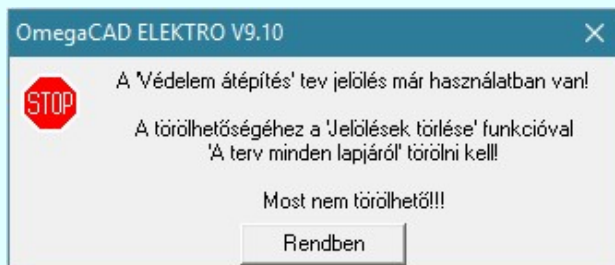 OmegaCAD ELEKTRO V9.10
STOP
A 'Védelem átépítés' tev jelölés már használatban van!
A törölhetőségéhez a 'Jelölések törlése' funkcióval
'A terv minden lapjáról' törölni kell!
Most nem törölhető!!!
Rendben